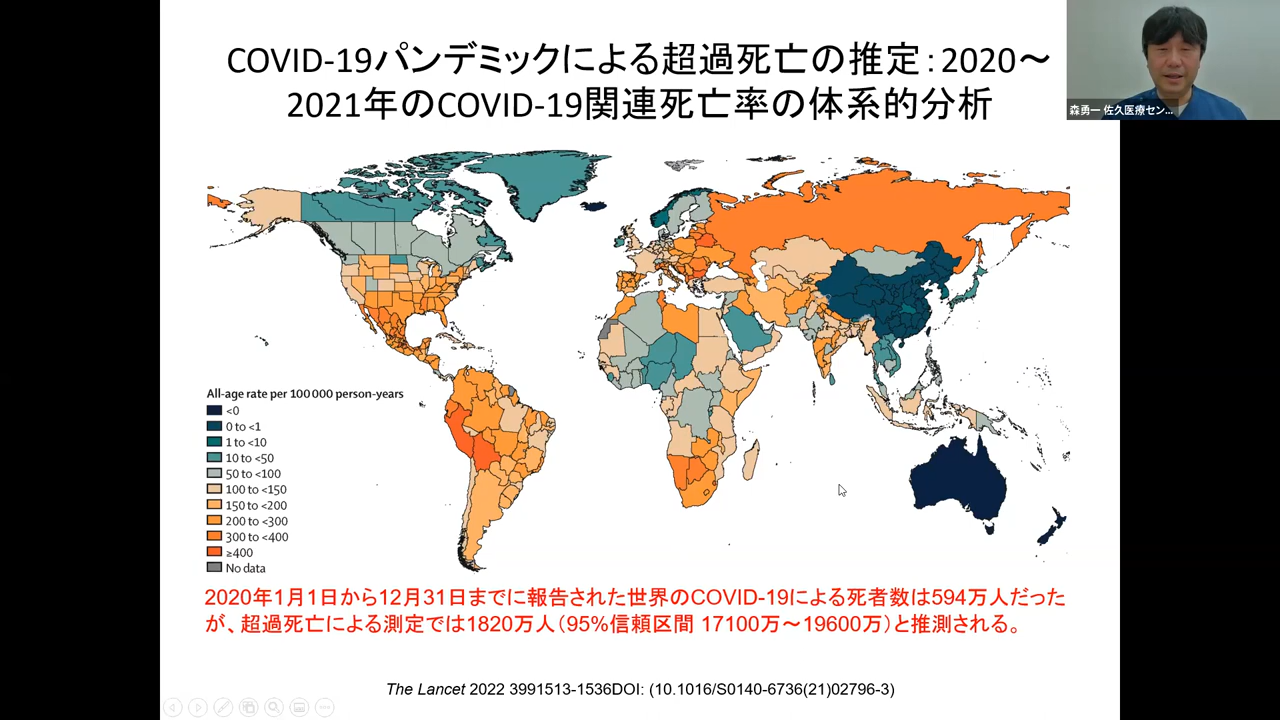 COVID-19パンデミックによる超過死亡の推定：2020～
2021年のCOVID-19関連死亡率の体系的分析
森勇一 佐久医療セン...
All-age rate per 100 000 person-years
<0
0 to <1
1 to <10
10 to <50
50 to <100
100 to <150
150 to <200
200 to <300
300 to <400
≥400
No data
2020年1月1日から12月31日までに報告された世界のCOVID-19による死者数は594万人だった
が、超過死亡による測定では1820万人（95%信頼区間 17100万～19600万）と推測される。
The Lancet 2022 3991513-1536DOI: (10.1016/S0140-6736(21)02796-3)